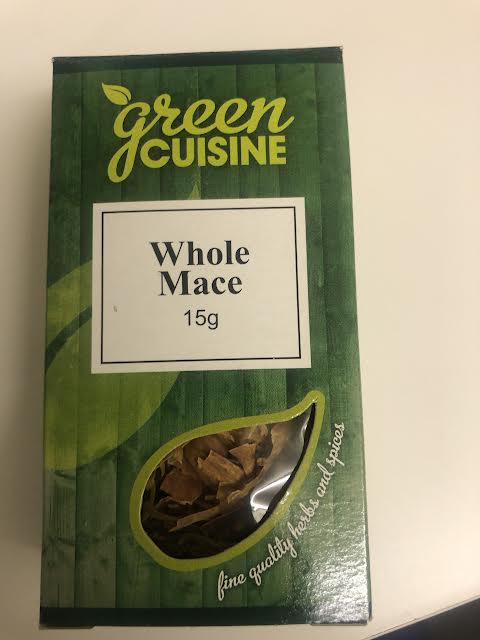 green
CUISINE
Whole
Mace
15g
fine quality herbs and spices